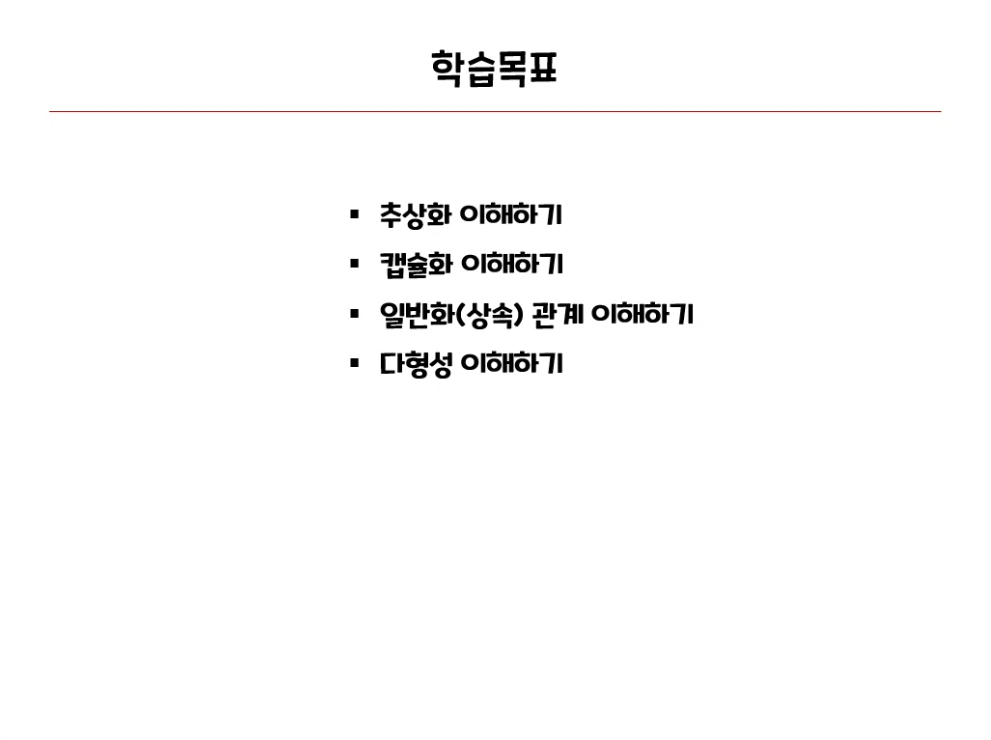 학습목표
▪ 추상화 이해하기
▪ 캡슐화 이해하기
▪ 일반화(상속) 관계 이해하기
▪ 다형성 이해하기